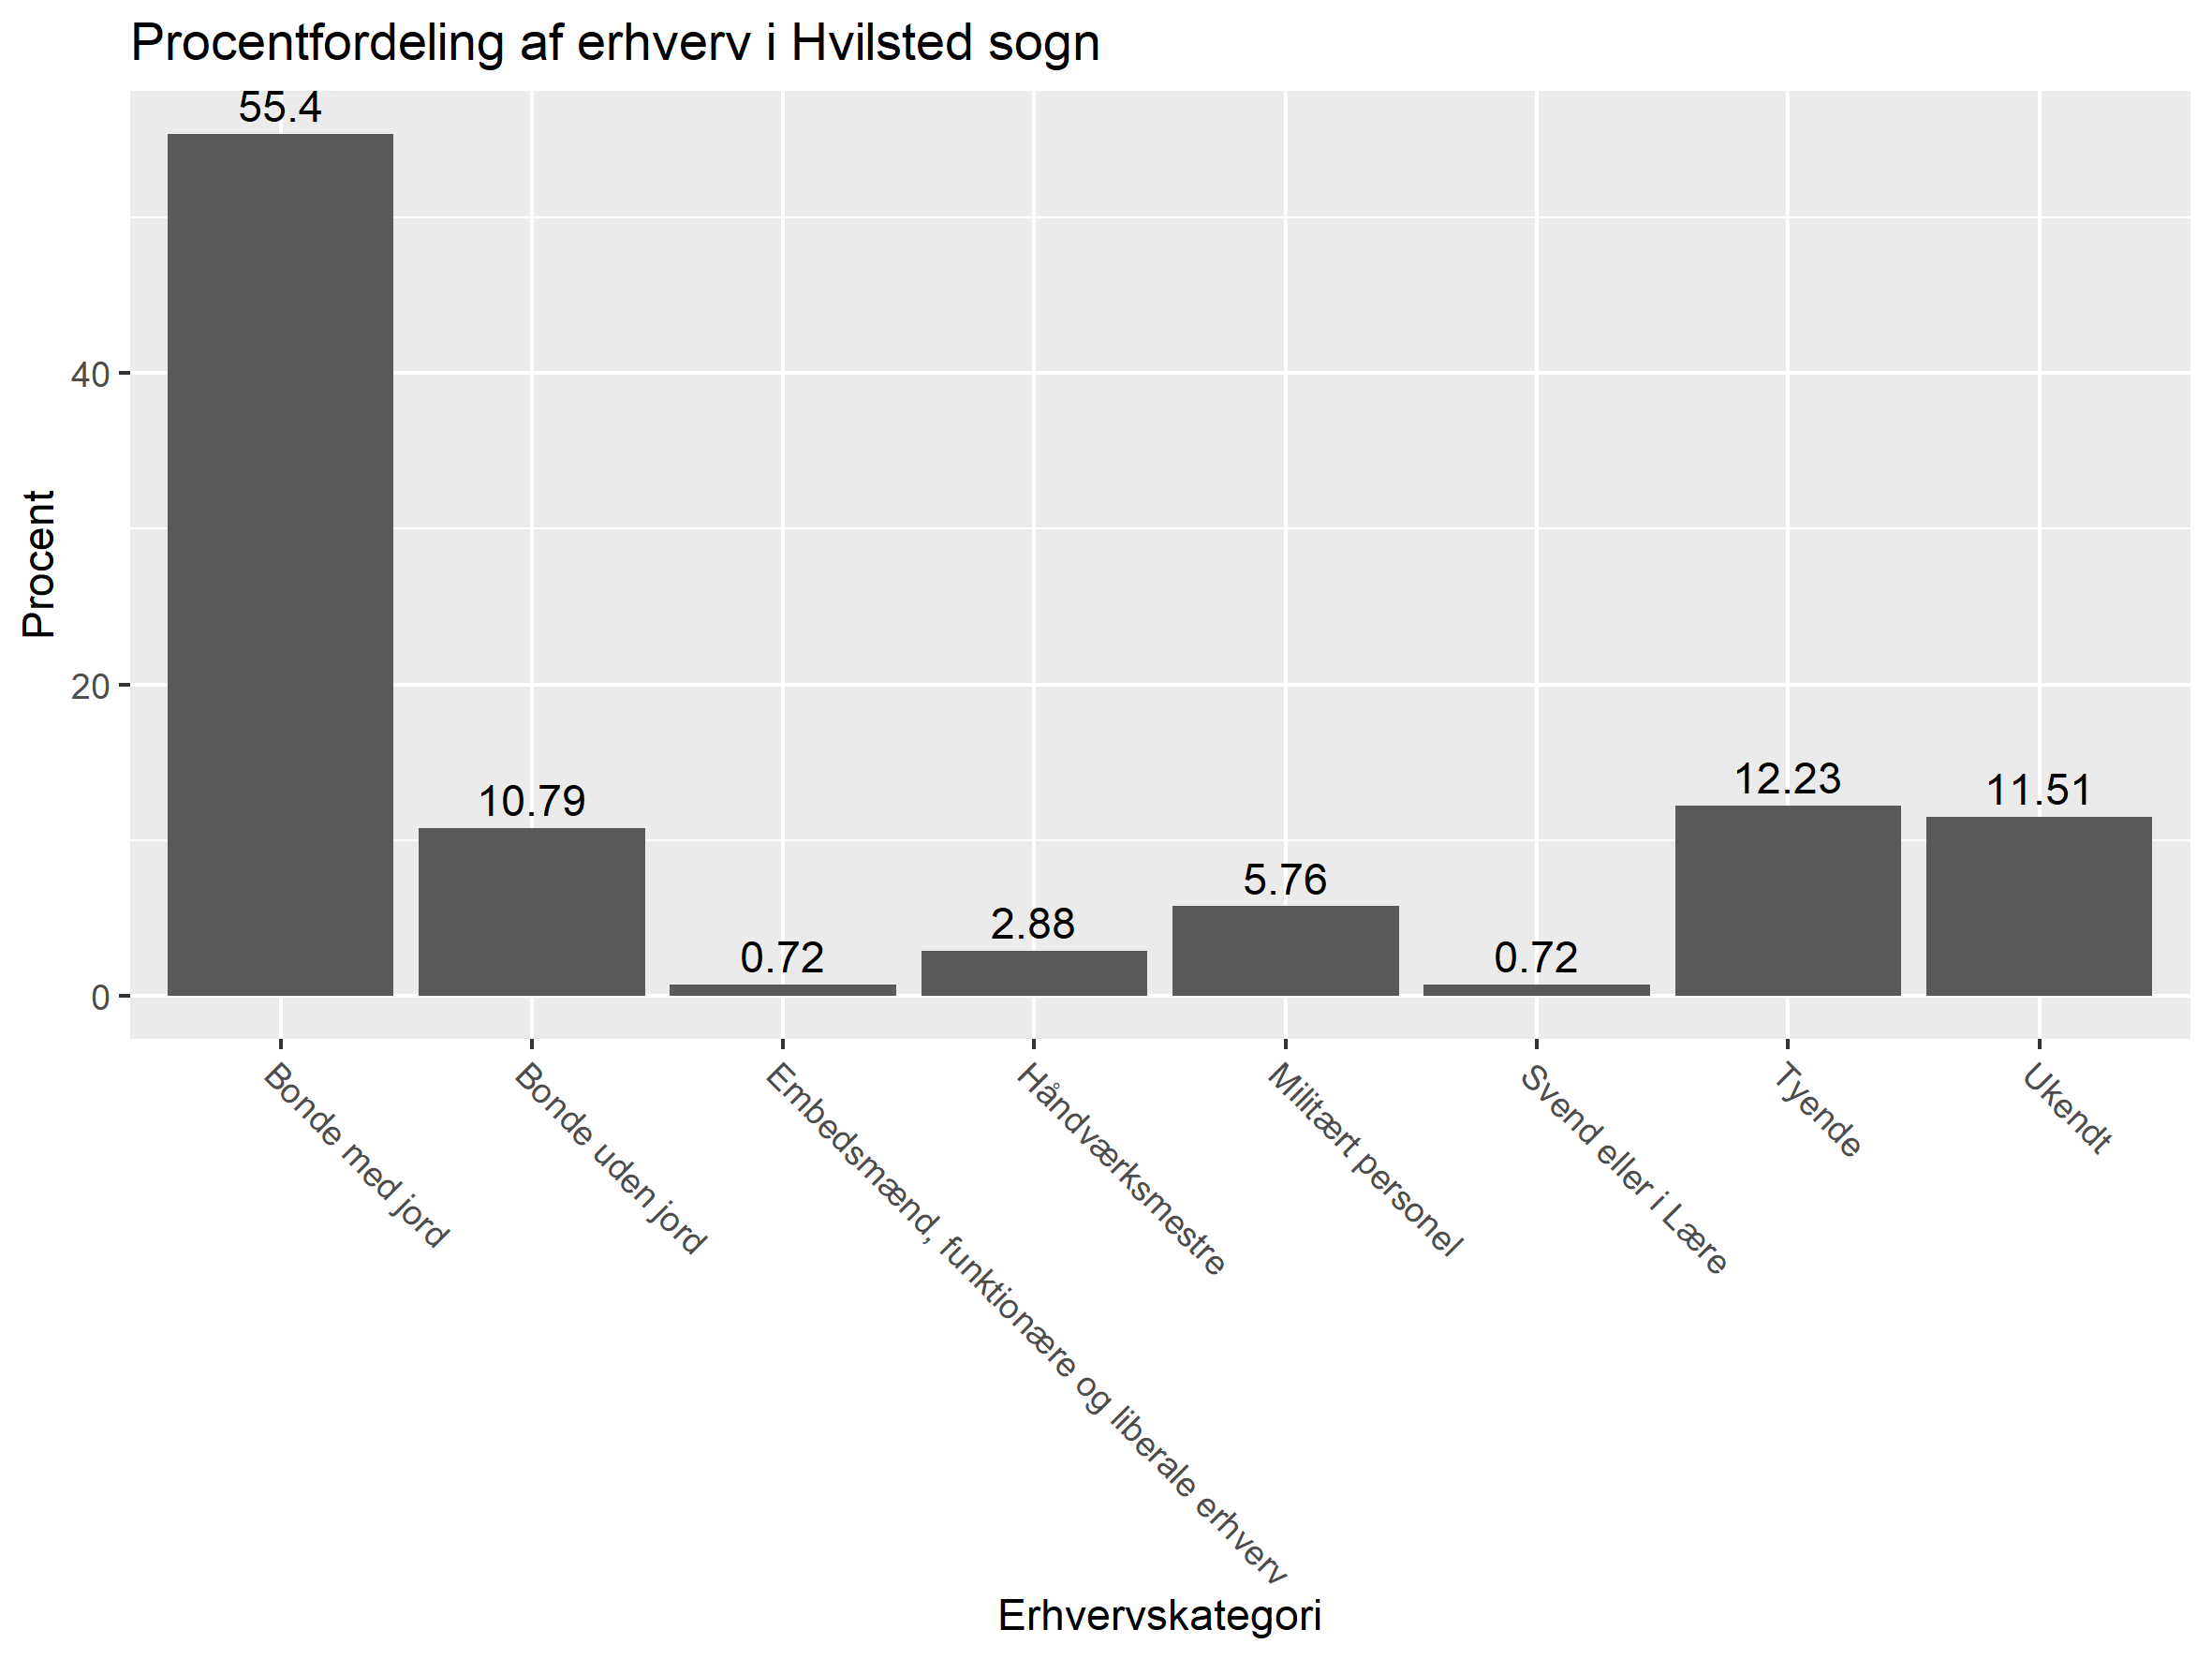 Procentfordeling af erhverv i Hvilsted sogn
Procent
40
20
0
55.4
10.79
0.72
2.88
5.76
0.72
12.23
11.51
Bonde med jord
Bonde uden jord
Embedsmænd, funktionære og liberale erhverv
Håndværksmestre
Militært personel
Svend eller i Lære
Tyende
Ukendt
Erhvervskategori